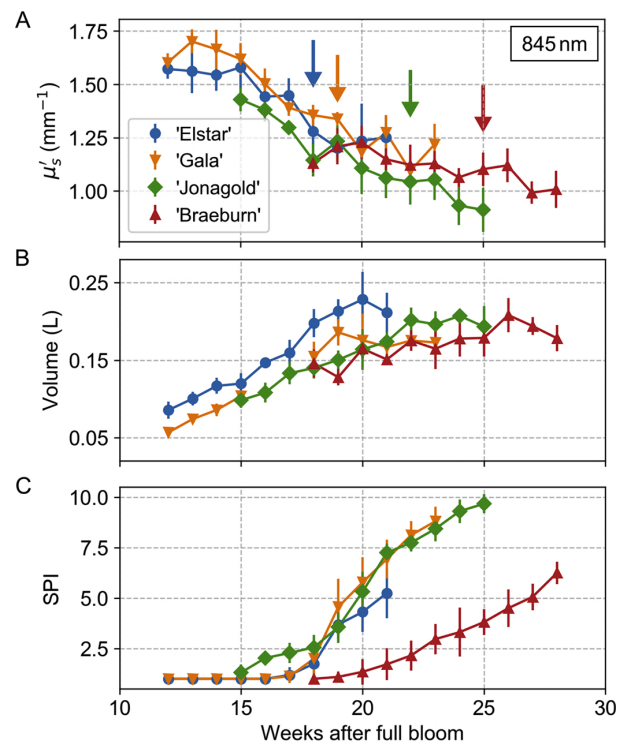 A
1.75
1.50
1.25
1.00
μ′s (mm⁻¹)
845 nm
'Elstar'
'Gala'
'Jonagold'
'Braeburn'
B
0.25
0.15
0.05
Volume (L)
C
10.0
7.5
5.0
2.5
SPI
10 15 20 25 30
Weeks after full bloom